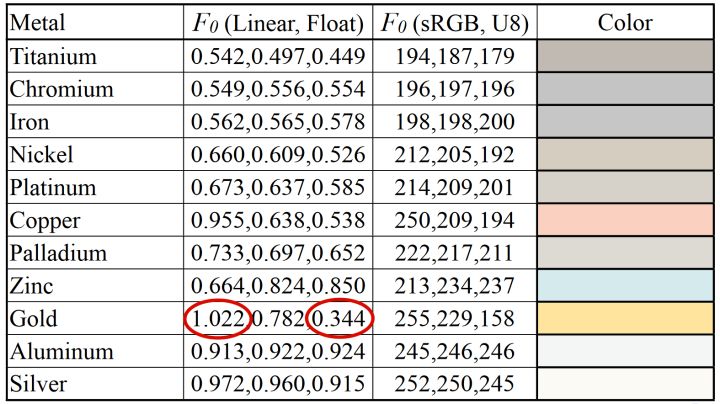 Metal F₀ (Linear, Float) F₀ (sRGB, U8) Color
Titanium 0.542,0.497,0.449 194,187,179
Chromium 0.549,0.556,0.554 196,197,196
Iron 0.562,0.565,0.578 198,198,200
Nickel 0.660,0.609,0.526 212,205,192
Platinum 0.673,0.637,0.585 214,209,201
Copper 0.955,0.638,0.538 250,209,194
Palladium 0.733,0.697,0.652 222,217,211
Zinc 0.664,0.824,0.850 213,234,237
Gold 1.022,0.782,0.344 255,229,158
Aluminum 0.913,0.922,0.924 245,246,246
Silver 0.972,0.960,0.915 252,250,245